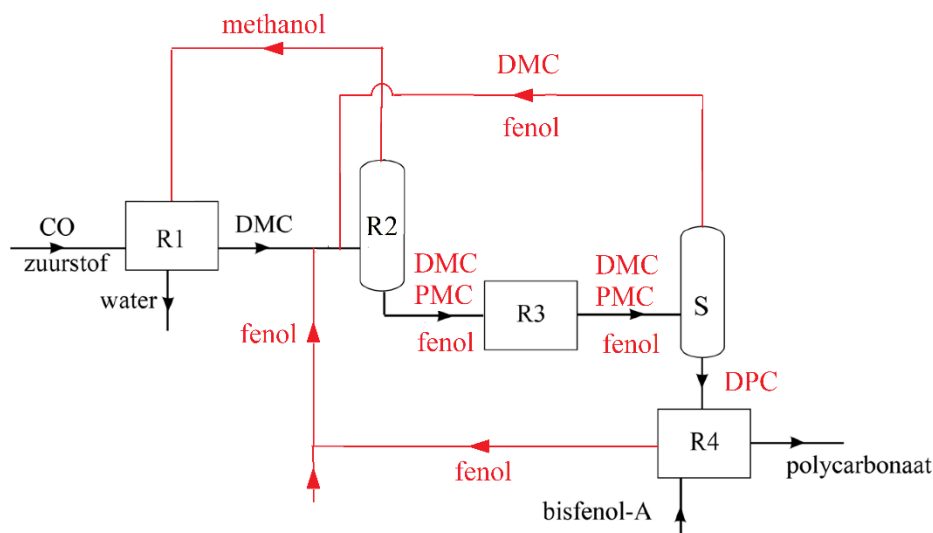 methanol
DMC
fenol
CO
zuurstof
R1
DMC
water
R2
DMC
PMC
fenol
R3
DMC
PMC
fenol
S
DPC
fenol
R4
polycarbonaat
fenol
bisfenol-A